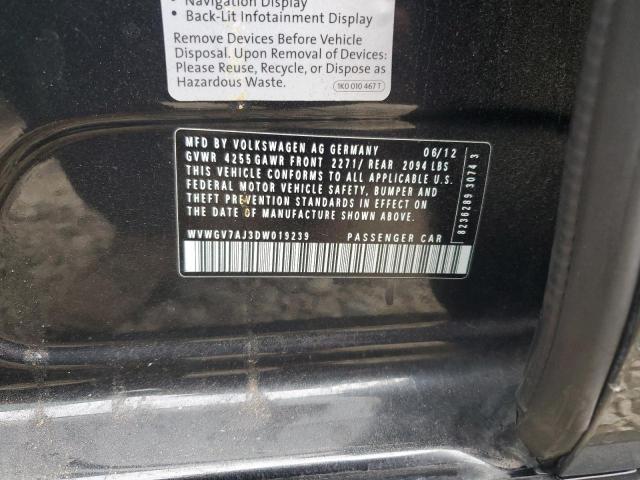 • Navigation Display
• Back-Lit Infotainment Display
Remove Devices Before Vehicle
Disposal. Upon Removal of Devices:
Please Reuse, Recycle, or Dispose as
Hazardous Waste.
1K0 010 467 T
MFD BY VOLKSWAGEN AG GERMANY 06/12
GVWR 4255 GAWR FRONT 2271/ REAR 2094 LBS
THIS VEHICLE CONFORMS TO ALL APPLICABLE U.S.
FEDERAL MOTOR VEHICLE SAFETY, BUMPER AND
THEFT PREVENTION STANDARDS IN EFFECT ON
THE DATE OF MANUFACTURE SHOWN ABOVE.
WVWGV7AJ3DW019239 PASSENGER CAR
8236289 3074 3